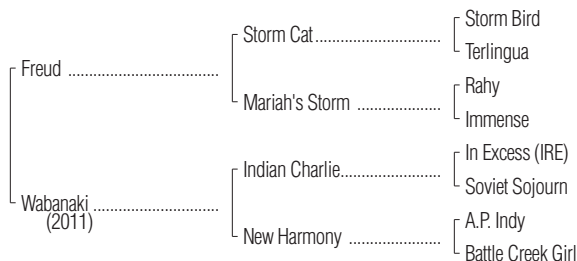 Storm Bird
Storm Cat....................................
Terlingua
Freud ...........................................
Rahy
Mariah's Storm ........................
Immense
In Excess (IRE)
Indian Charlie.............................
Soviet Sojourn
Wabanaki ....................................
(2011)
A.P. Indy
New Harmony ..........................
Battle Creek Girl